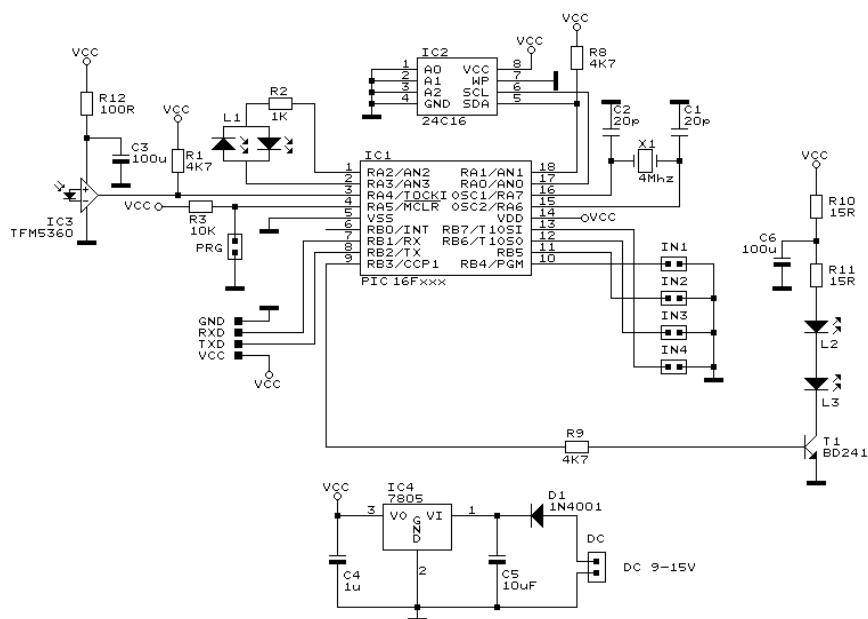 VCC
R12
100R
C3
100u
VCC
R1
4K7
IC3
TFM5360
L1
R2
1K
IC2
1 A0 VCC 8
2 A1 WP 7
3 A2 SCL 6
4 GND SDA 5
24C16
VCC
VCC
R8
4K7
C2
20p
C1
20p
X1
4Mhz
IC1
1 RA2/AN2 RA1/AN1 18
2 RA3/AN3 RA0/AN0 17
3 RA4/TOCKI OSC1/RA7 16
4 RA5/MCLR OSC2/RA6 15
5 VSS VDD 14
6 RB0/INT RB7/T1OSI 13
7 RB1/RX RB6/T1OSO 12
8 RB2/TX RB5 11
9 RB3/CCP1 RB4/PGM 10
PIC 16Fxxx
VCC
R3
10K
PRG
VCC
GND
RXD
TXD
VCC
VCC
IN1
IN2
IN3
IN4
VCC
R10
15R
C6
100u
R11
15R
L2
L3
R9
4K7
T1
BD241
VCC
IC4
7805
3 VO GND VI 1
2
C4
1u
C5
10uF
D1
1N4001
DC
DC 9-15V